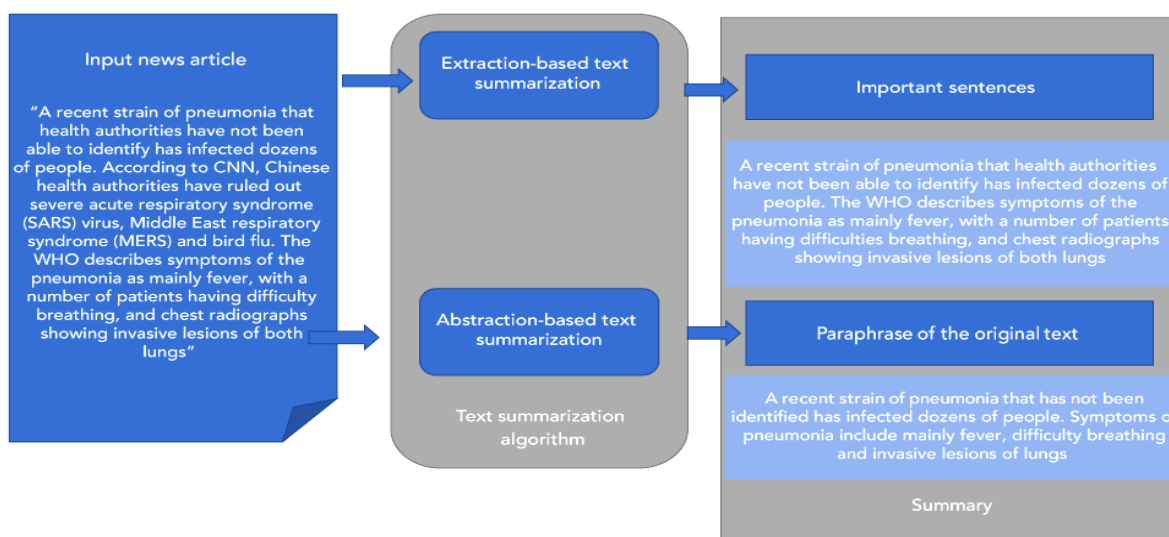 Input news article
“A recent strain of pneumonia that
health authorities have not been
able to identify has infected dozens
of people. According to CNN, Chinese
health authorities have ruled out
severe acute respiratory syndrome
(SARS) virus, Middle East respiratory
syndrome (MERS) and bird flu. The
WHO describes symptoms of the
pneumonia as mainly fever, with a
number of patients having difficulty
breathing, and chest radiographs
showing invasive lesions of both
lungs”
Extraction-based text
summarization
Abstraction-based text
summarization
Text summarization
algorithm
Important sentences
A recent strain of pneumonia that health authorities
have not been able to identify has infected dozens of
people. The WHO describes symptoms of the
pneumonia as mainly fever, with a number of patients
having difficulties breathing, and chest radiographs
showing invasive lesions of both lungs
Paraphrase of the original text
A recent strain of pneumonia that has not been
identified has infected dozens of people. Symptoms o
pneumonia include mainly fever, difficulty breathing
and invasive lesions of lungs
Summary